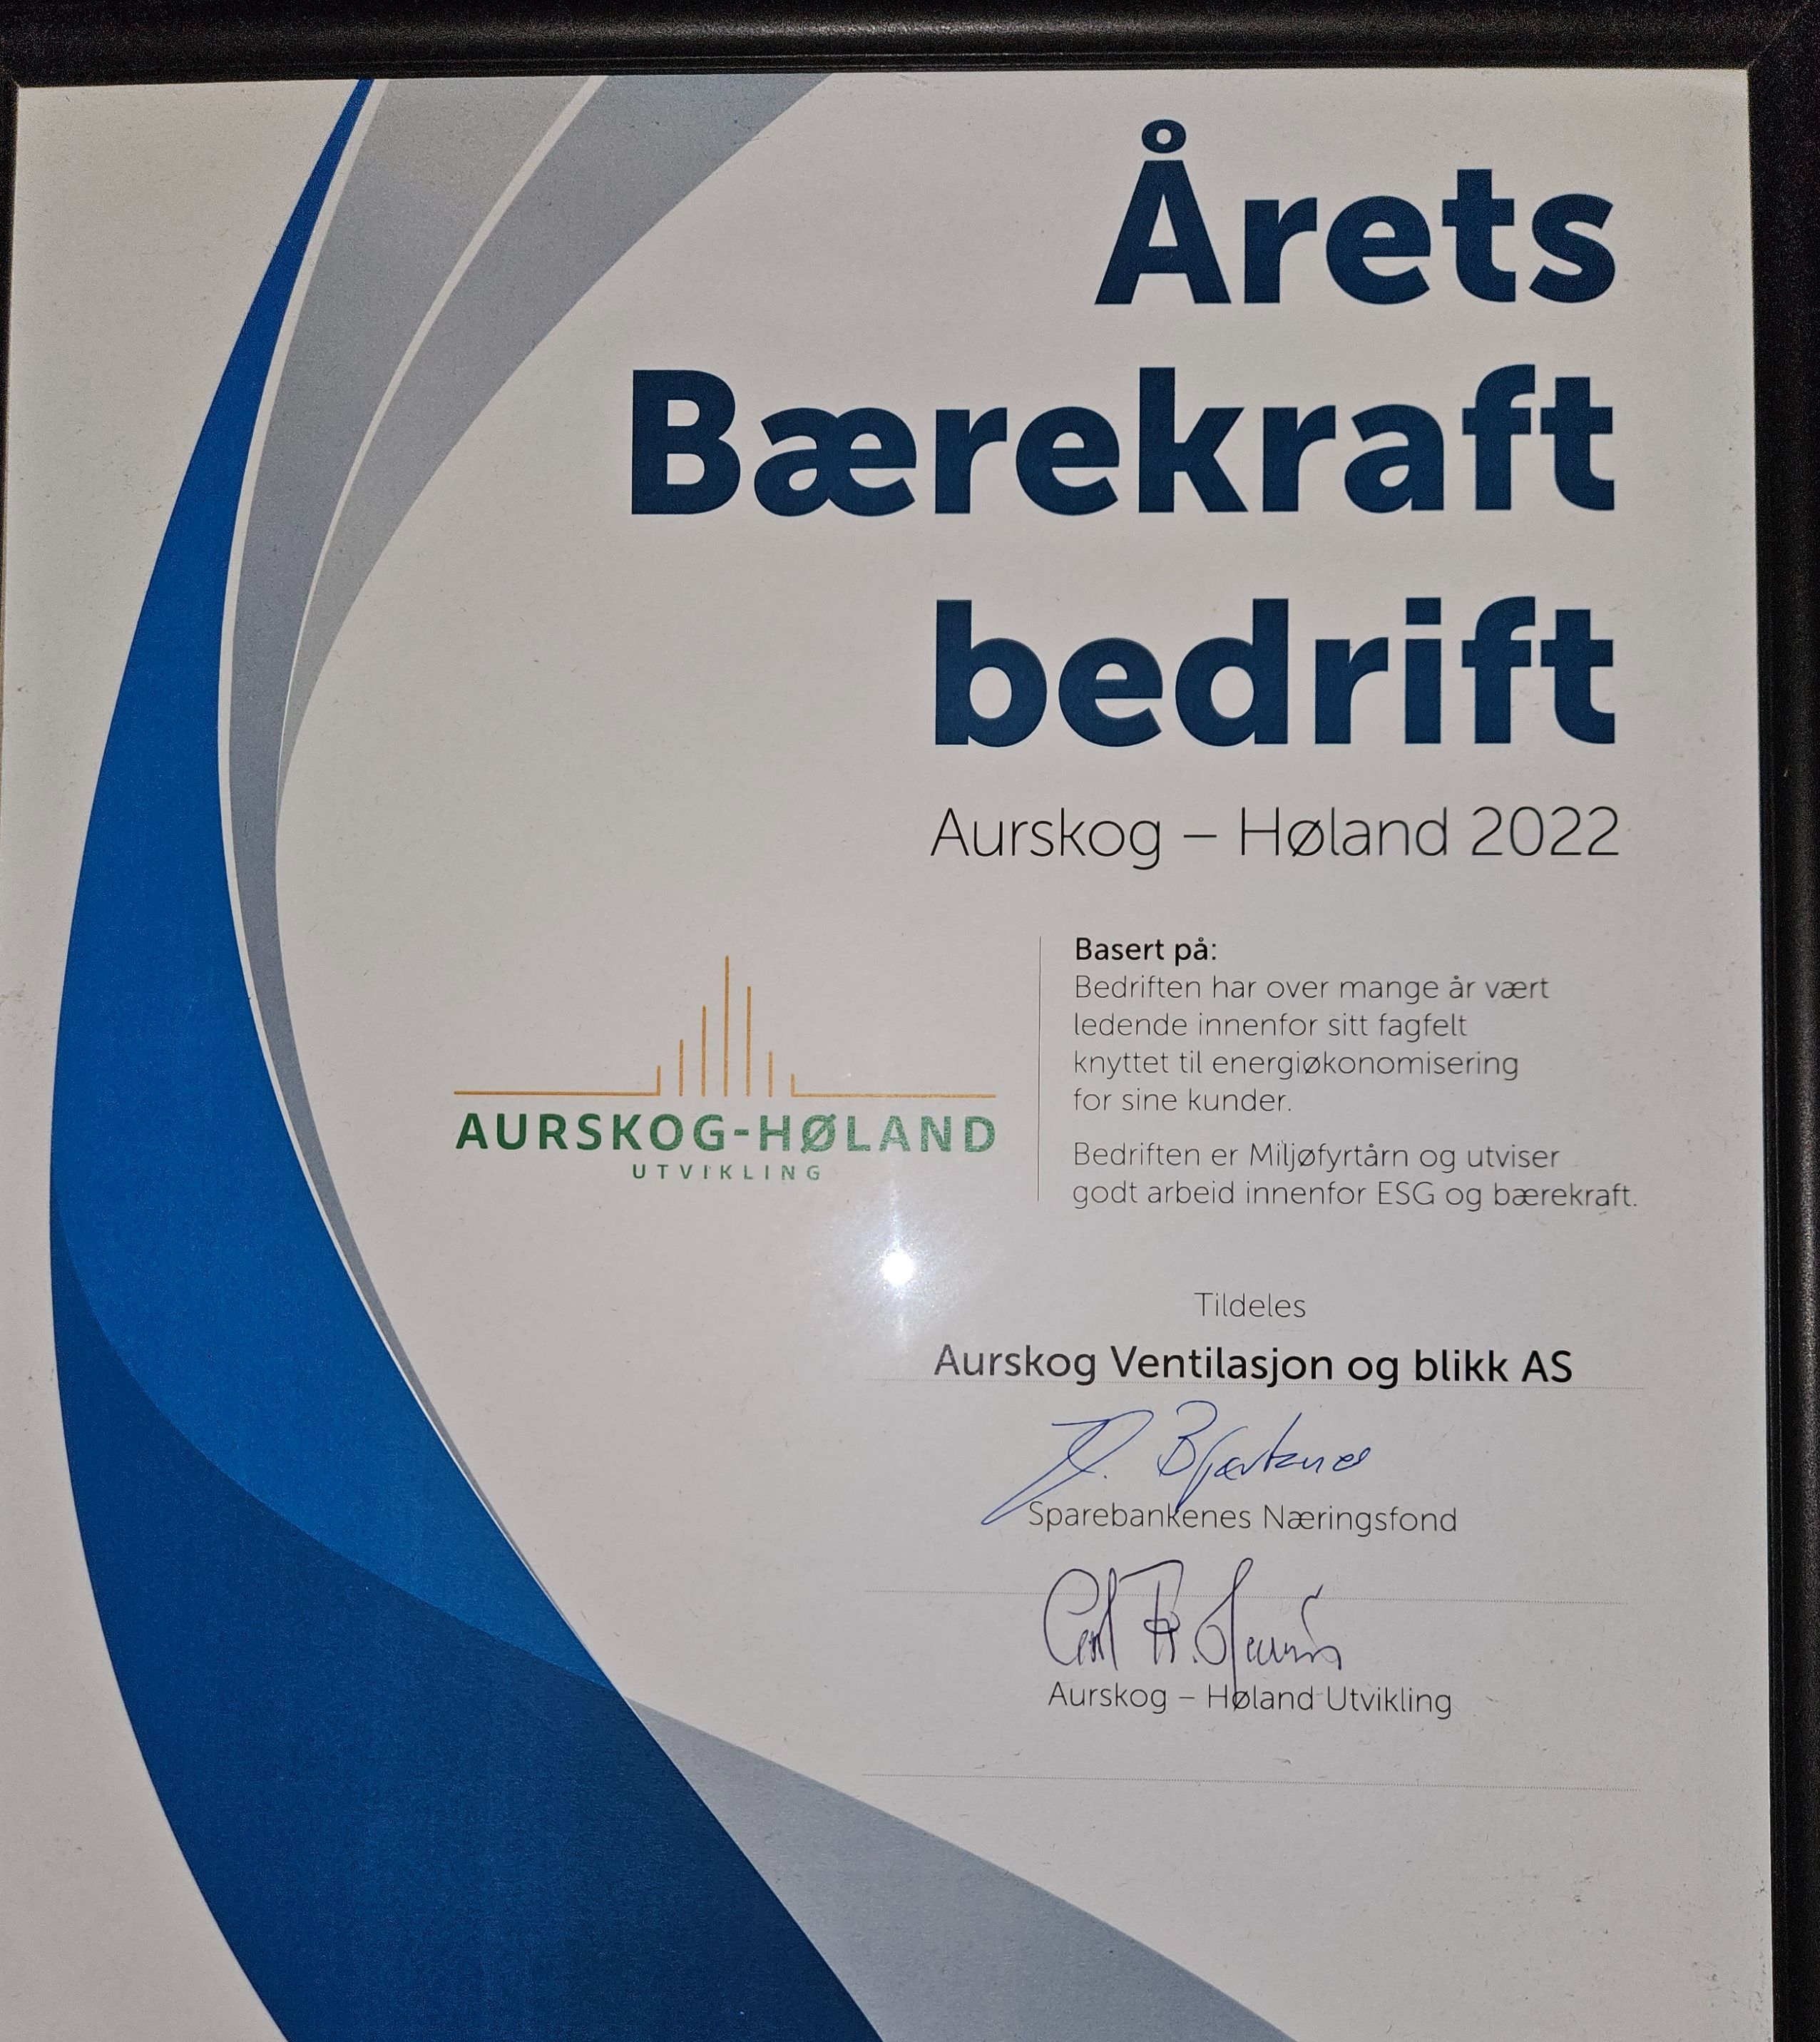 Årets
Bærekraft
bedrift
Aurskog – Høland 2022
AURSKOG-HØLAND
UTVIKLING
Basert på:
Bedriften har over mange år vært
ledende innenfor sitt fagfelt
knyttet til energiøkonomisering
for sine kunder.
Bedriften er Miljøfyrtårn og utviser
godt arbeid innenfor ESG og bærekraft.
Tildeles
Aurskog Ventilasjon og blikk AS
Sparebankenes Næringsfond
Aurskog – Høland Utvikling